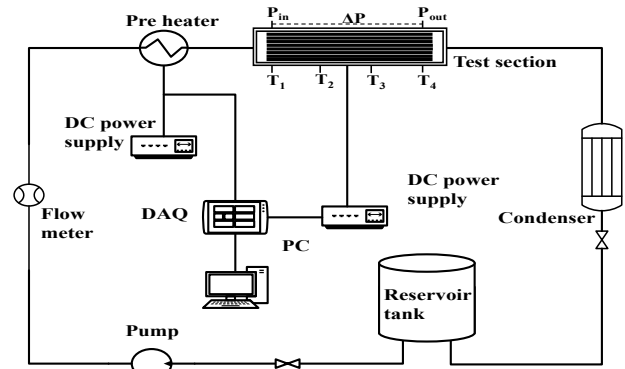 Pin ΔP Pout
Pre heater
T1 T2 T3 T4
Test section
DC power
supply
DC power
supply
DAQ
PC
Flow
meter
Condenser
Reservoir
tank
Pump